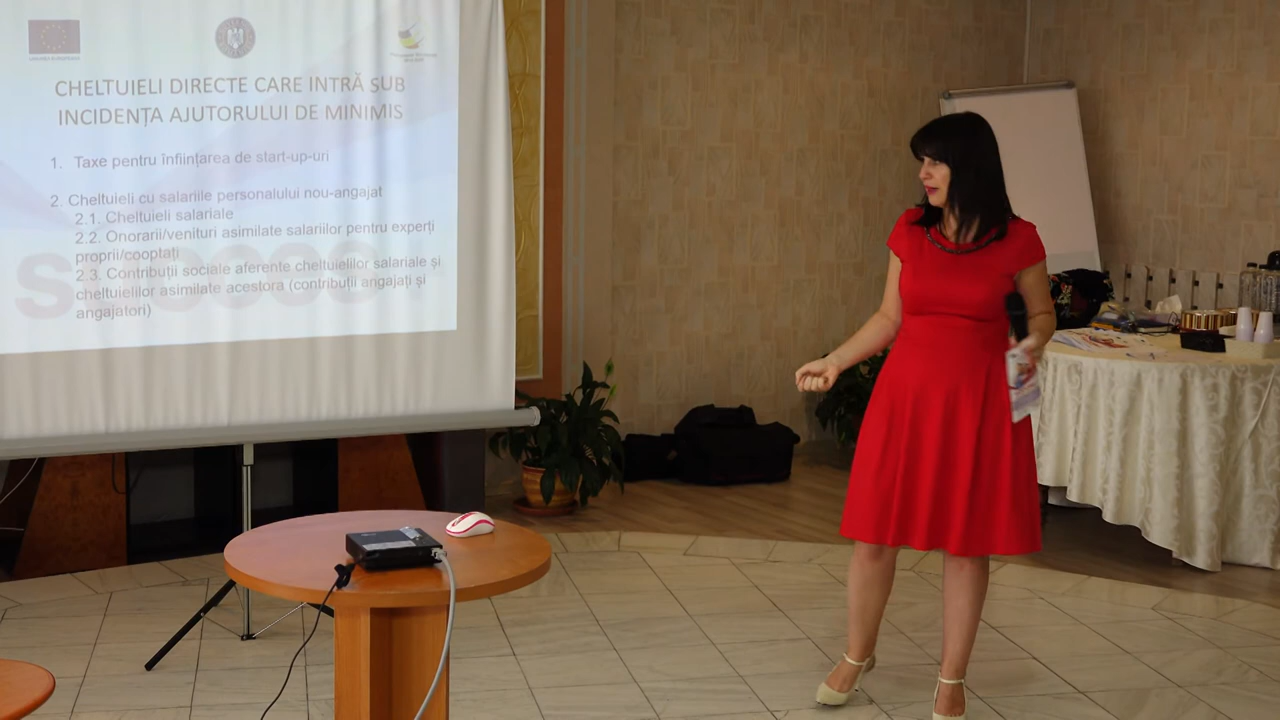 CHELTUIELI DIRECTE CARE INTRĂ SUB
INCIDENȚA AJUTORULUI DE MINIMIS
1. Taxe pentru înființarea de start-up-uri
2. Cheltuieli cu salariile personalului nou-angajat
2.1. Cheltuieli salariale
2.2. Onorarii/venituri asimilate salariilor pentru experți
proprii/cooptați
2.3. Contribuții sociale aferente cheltuielilor salariale și
cheltuielilor asimilate acestora (contribuții angajați și
angajatori)